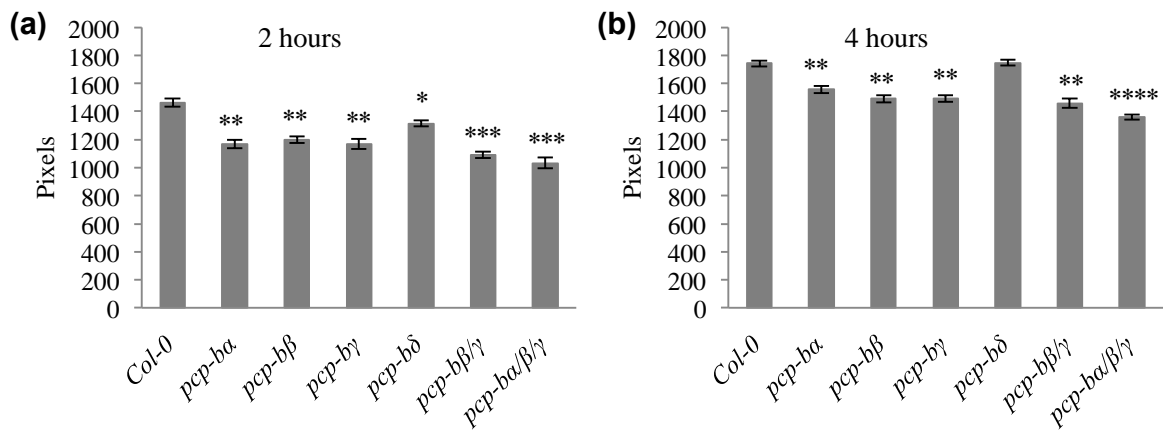 (a)
2 hours
Pixels
2000
1800
1600
1400
1200
1000
800
600
400
200
0
**
**
**
*
***
***
Col-0
pcp-bα
pcp-bβ
pcp-bγ
pcp-bδ
pcp-bβ/γ
pcp-bα/β/γ
(b)
4 hours
Pixels
2000
1800
1600
1400
1200
1000
800
600
400
200
0
**
**
**
**
****
Col-0
pcp-bα
pcp-bβ
pcp-bγ
pcp-bδ
pcp-bβ/γ
pcp-bα/β/γ